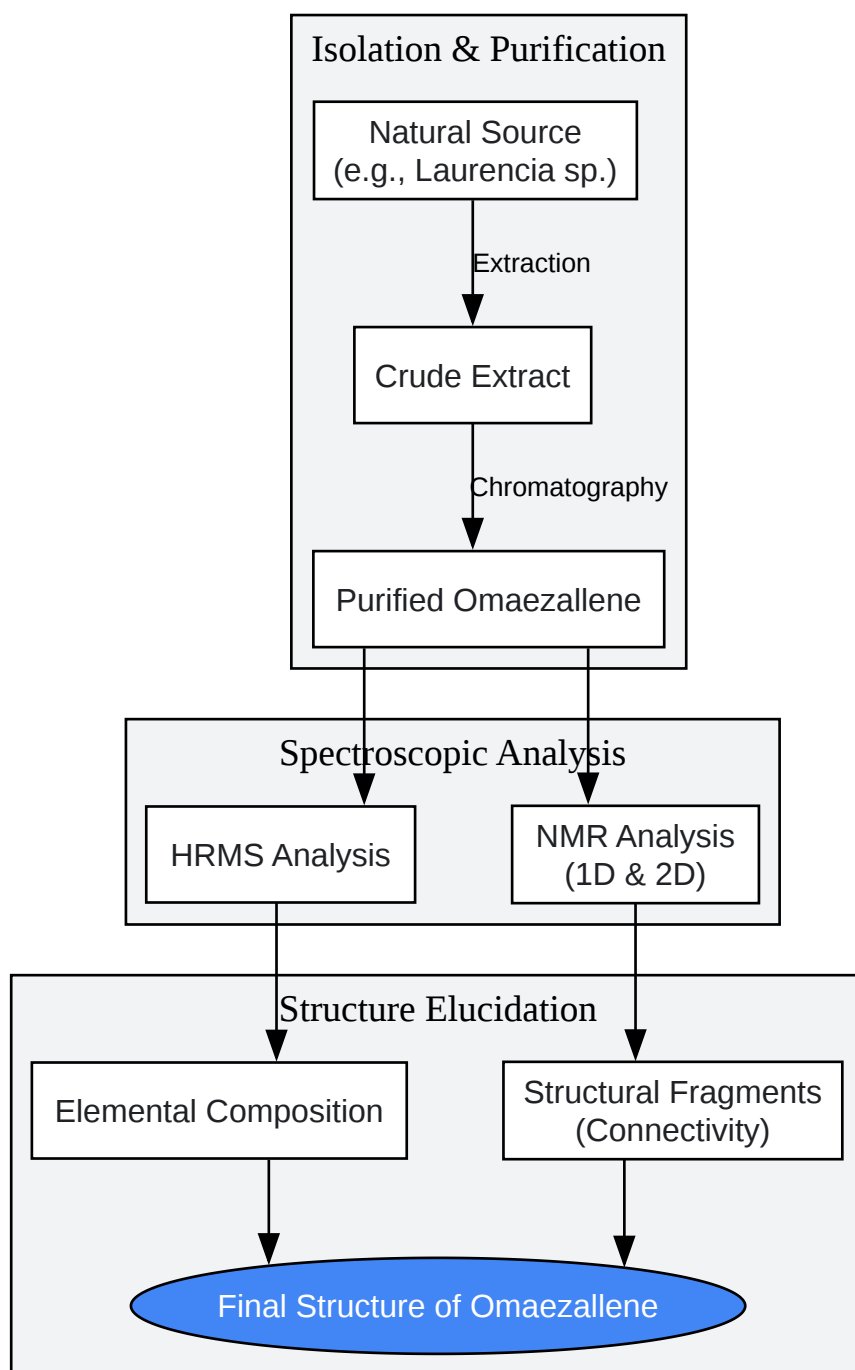 Isolation & Purification
Natural Source
(e.g., Laurencia sp.)
Extraction
Crude Extract
Chromatography
Purified Omaezallene
Spectroscopic Analysis
HRMS Analysis
NMR Analysis
(1D & 2D)
Structure Elucidation
Elemental Composition
Structural Fragments
(Connectivity)
Final Structure of Omaezallene